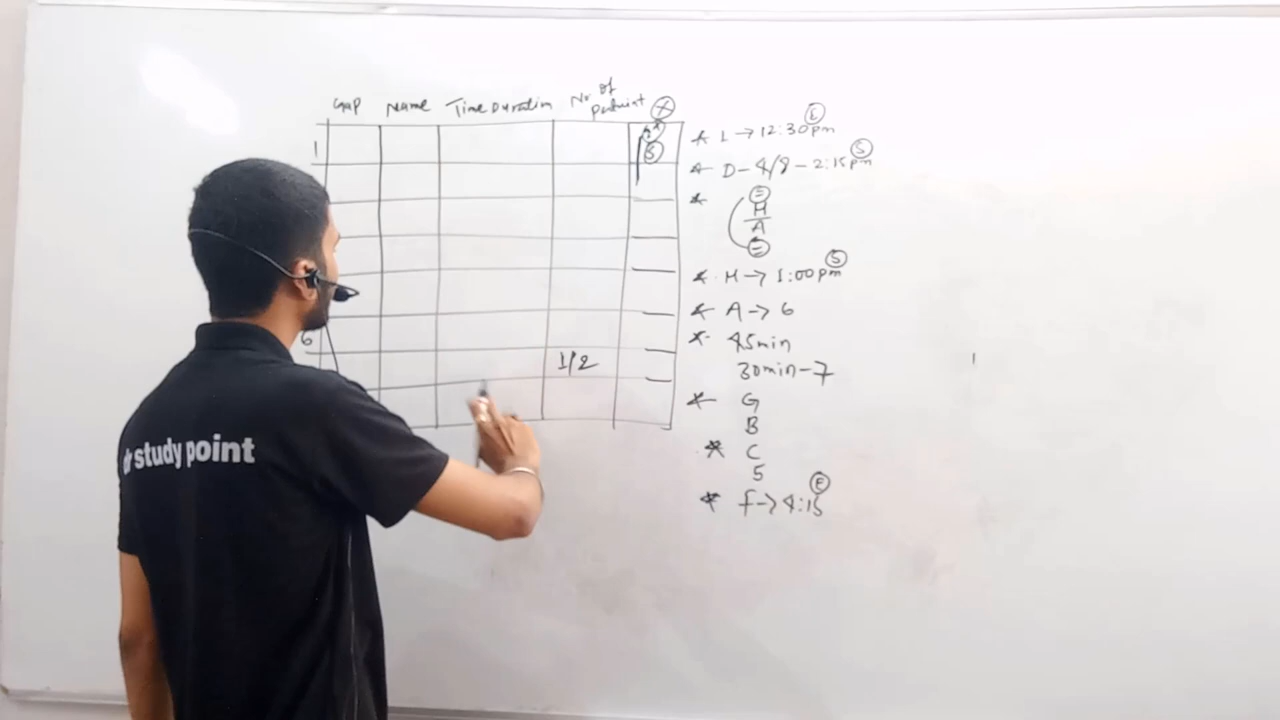 Gap Name Time Duration No of
patient X
1
B
6
1/2
* I → 12:30pm E
* D - 4/8 - 2:15pm S
* =
H
A
=
* H → 1:00pm S
* A → 6
* 45min
30min - 7
* G
B
* C
5
* f → 4:15 E
dr study point